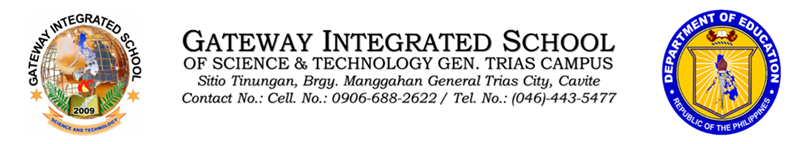 GATEWAY INTEGRATED SCHOOL
2009
SCIENCE AND TECHNOLOGY
GATEWAY INTEGRATED SCHOOL
OF SCIENCE & TECHNOLOGY GEN. TRIAS CAMPUS
Sitio Tinungan, Brgy. Manggahan General Trias City, Cavite
Contact No.: Cell. No.: 0906-688-2622 / Tel. No.: (046)-443-5477
DEPARTMENT OF EDUCATION
REPUBLIC OF THE PHILIPPINES